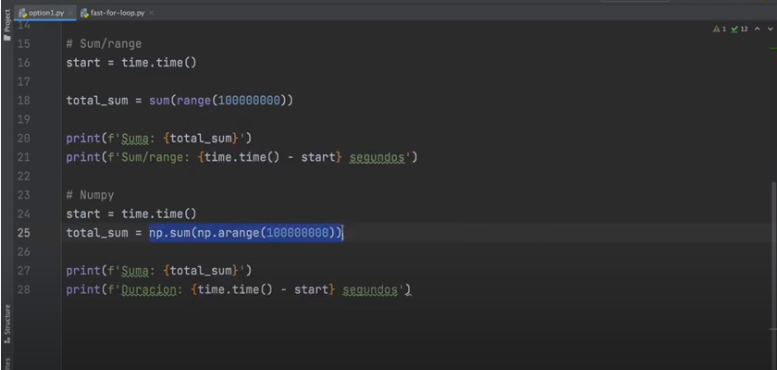 Project
option1.py
fast-for-loop.py
1 12
14
15 # Sum/range
16 start = time.time()
17
18 total_sum = sum(range(100000000))
19
20 print(f'Suma: {total_sum}')
21 print(f'Sum/range: {time.time() - start} segundos')
22
23 # Numpy
24 start = time.time()
25 total_sum = np.sum(np.arange(100000000))
26
27 print(f'Suma: {total_sum}')
28 print(f'Duracion: {time.time() - start} segundos')
Structure